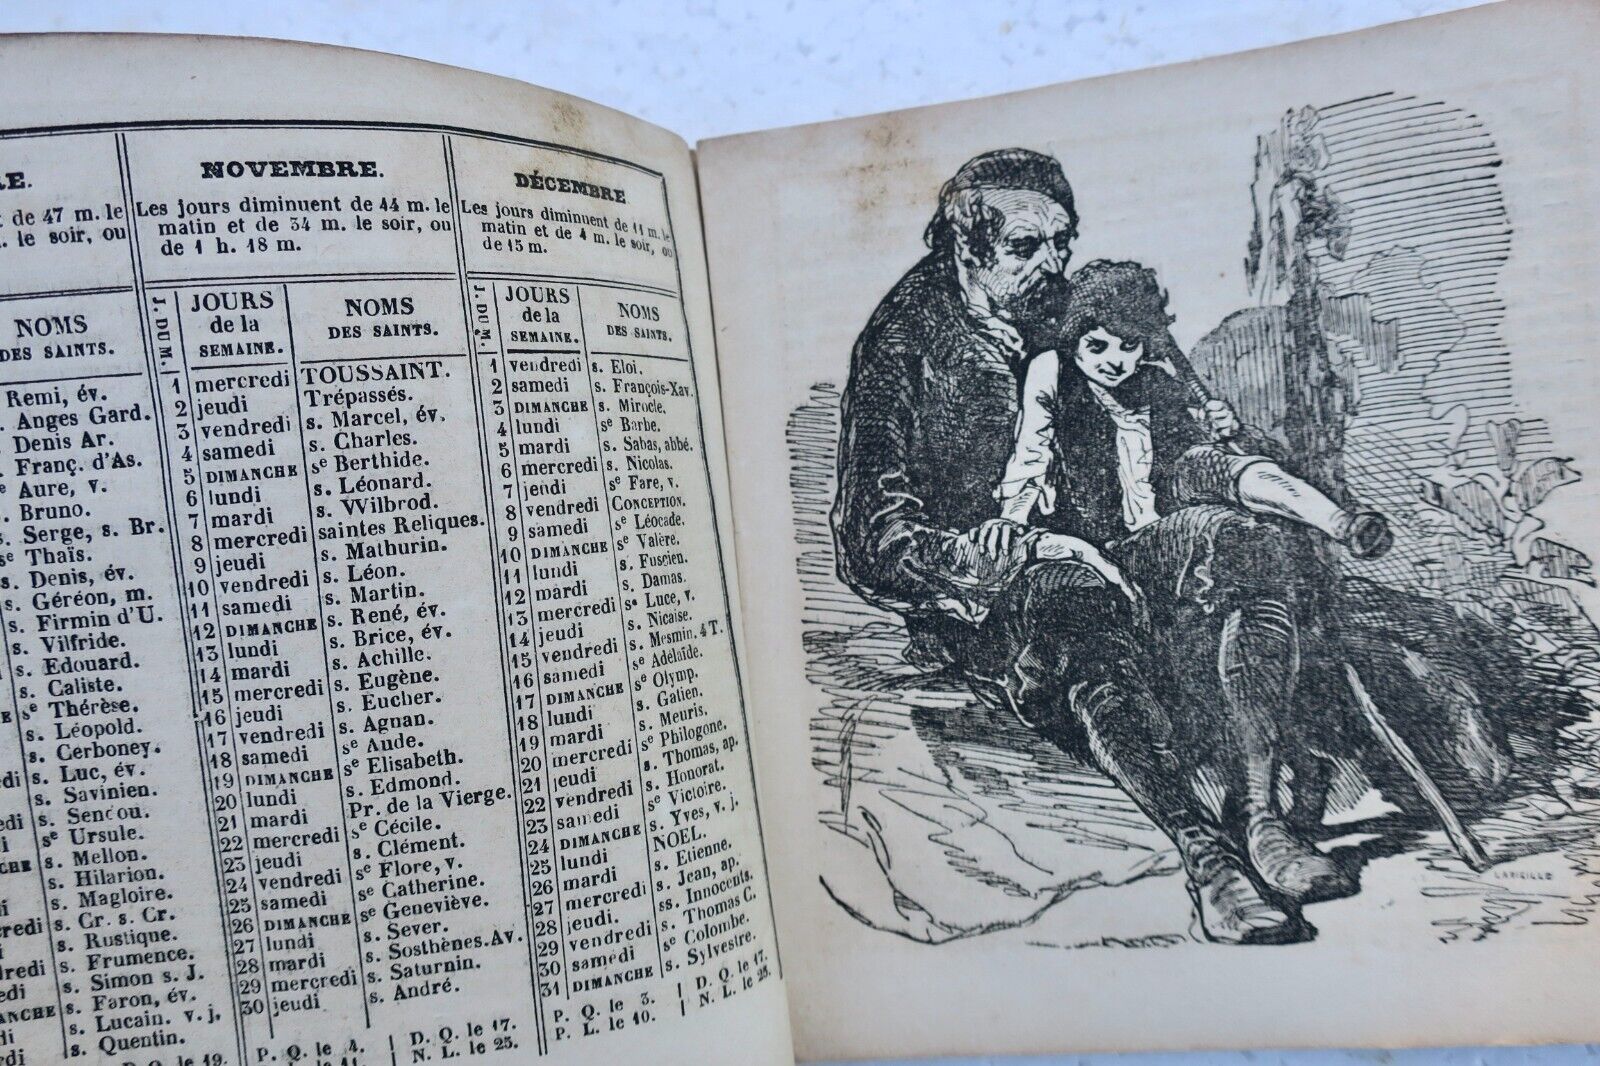 RE.
de 47 m. le
le soir, ou
NOMS
DES SAINTS.
Remi, év.
Anges Gard.
Denis Ar.
Franç. d'As.
Aure, v.
Bruno.
s. Serge, s. Br.
se Thaïs.
s. Denis, év.
s. Géréon, m.
s. Firmin d'U.
s. Vilfride.
s. Edouard.
s. Caliste.
se Thérèse.
s. Léopold.
s. Cerboney.
s. Luc, év.
s. Savinien.
s. Sencou.
se Ursule.
s. Mellon.
s. Hilarion.
s. Magloire.
s. Cr. s. Cr.
s. Rustique.
s. Frumence.
s. Simon s. J.
s. Faron, év.
s. Lucain. v. j.
s. Quentin.
D. Q. le 19.
NOVEMBRE.
Les jours diminuent de 44 m. le
matin et de 34 m. le soir, ou
de 1 h. 18 m.
J. DU M.
JOURS
de la
SEMAINE.
NOMS
DES SAINTS.
1 mercredi TOUSSAINT.
2 jeudi Trépassés.
3 vendredi s. Marcel, év.
4 samedi s. Charles.
5 DIMANCHE se Berthide.
6 lundi s. Léonard.
7 mardi s. Wilbrod.
8 mercredi saintes Reliques.
9 jeudi s. Mathurin.
10 vendredi s. Léon.
11 samedi s. Martin.
12 DIMANCHE s. René, év.
13 lundi s. Brice, év.
14 mardi s. Achille.
15 mercredi s. Eugène.
16 jeudi s. Eucher.
17 vendredi s. Agnan.
18 samedi se Aude.
19 DIMANCHE se Elisabeth.
20 lundi s. Edmond.
21 mardi Pr. de la Vierge.
22 mercredi se Cécile.
23 jeudi s. Clément.
24 vendredi se Flore, v.
25 samedi se Catherine.
26 DIMANCHE se Geneviève.
27 lundi s. Sever.
28 mardi s. Sosthènes. Av.
29 mercredi s. Saturnin.
30 jeudi s. André.
P. Q. le 4. D. Q. le 17.
N. L. le 25.
DÉCEMBRE
Les jours diminuent de 11 m. le
matin et de 4 m. le soir, ou
de 15 m.
J. DU M.
JOURS
de la
SEMAINE.
NOMS
DES SAINTS.
1 vendredi s. Eloi.
2 samedi s. François-Xav.
3 DIMANCHE s. Mirocle.
4 lundi se Barbe.
5 mardi s. Sabas, abbé.
6 mercredi s. Nicolas.
7 jeudi se Fare, v.
8 vendredi CONCEPTION.
9 samedi se Léocade.
10 DIMANCHE se Valère.
11 lundi s. Fuscien.
12 mardi s. Damas.
13 mercredi se Luce, v.
14 jeudi s. Nicaise.
15 vendredi s. Mesmin. 4 T.
16 samedi se Adelaïde.
17 DIMANCHE se Olymp.
18 lundi s. Gatien.
19 mardi s. Meuris.
20 mercredi se Philogone.
21 jeudi s. Thomas, ap.
22 vendredi s. Honorat.
23 samedi se Victoire.
24 DIMANCHE s. Yves, v. j.
25 lundi NOEL.
26 mardi s. Etienne.
27 mercredi s. Jean, ap.
28 jeudi. ss. Innocents.
29 vendredi s. Thomas C.
30 samedi se Colombe.
31 DIMANCHE s. Sylvestre.
P. Q. le 3. D. Q. le 17.
P. L. le 10. N. L. le 25.